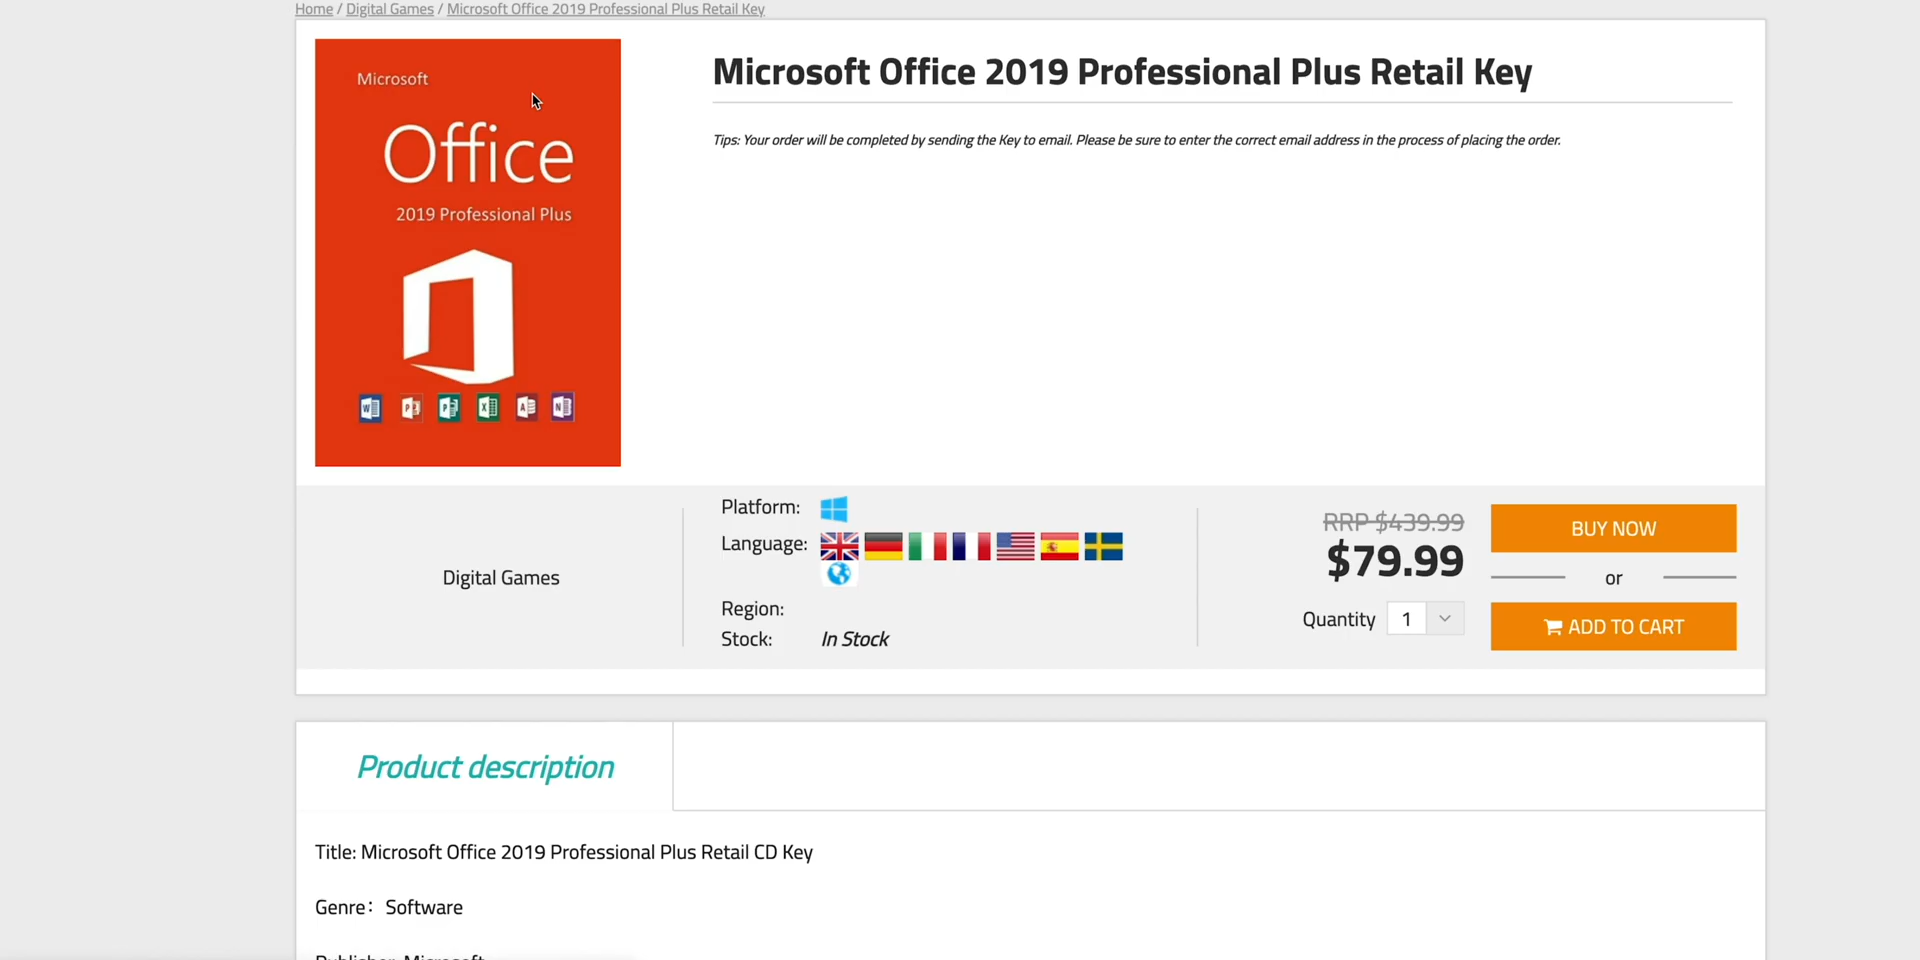 Home / Digital Games / Microsoft Office 2019 Professional Plus Retail Key
Microsoft
Office
2019 Professional Plus
Microsoft Office 2019 Professional Plus Retail Key
Tips: Your order will be completed by sending the Key to email. Please be sure to enter the correct email address in the process of placing the order.
Digital Games
Platform:
Language:
Region:
Stock: In Stock
RRP $439.99
$79.99
Quantity 1
BUY NOW
or
ADD TO CART
Product description
Title: Microsoft Office 2019 Professional Plus Retail CD Key
Genre： Software
Publisher: Microsoft